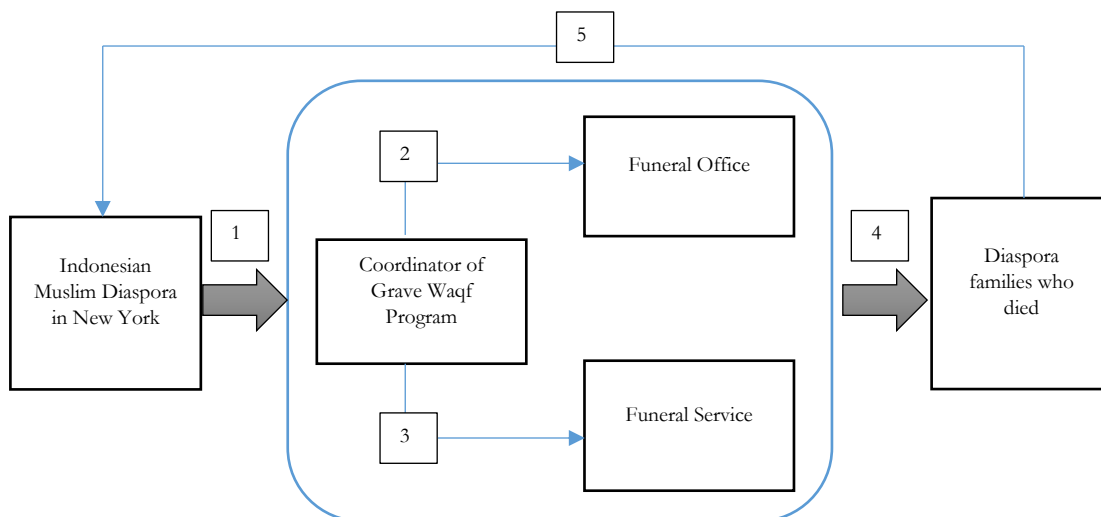 5
2
Funeral Office
1
4
Indonesian
Muslim Diaspora
in New York
Coordinator of
Grave Waqf
Program
Diaspora
families who
died
3
Funeral Service